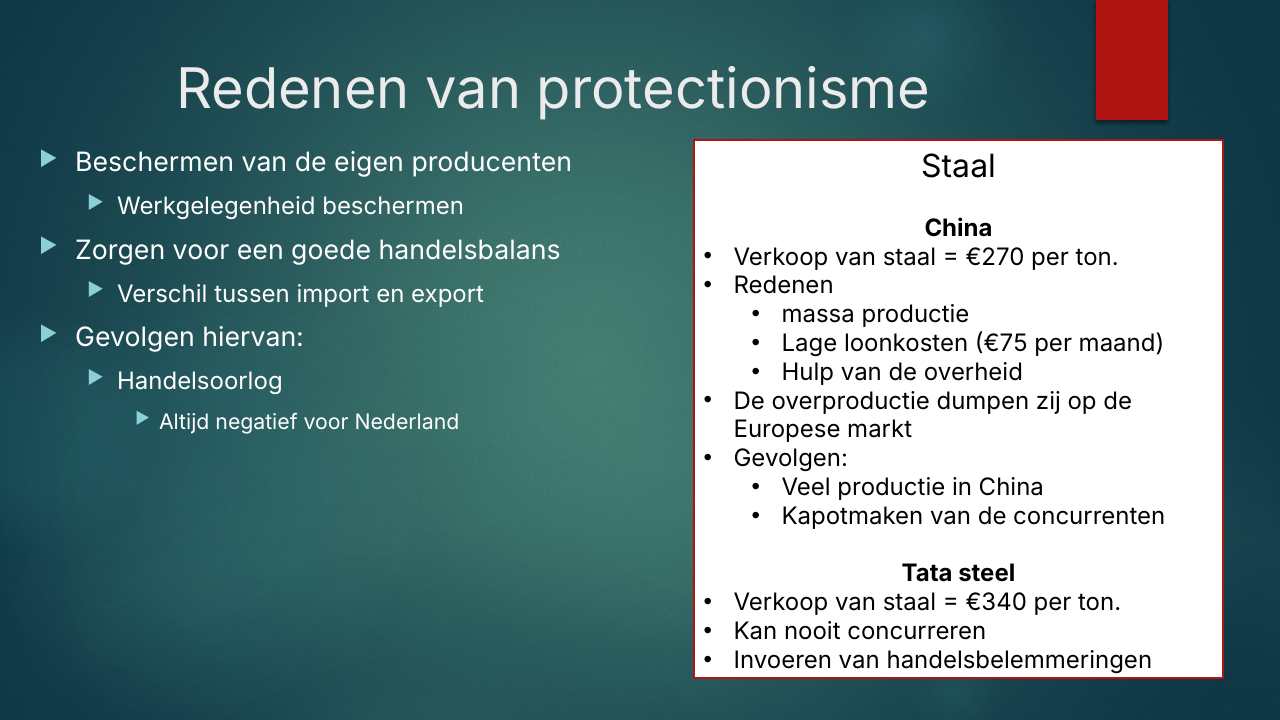 Redenen van protectionisme
Beschermen van de eigen producenten
Werkgelegenheid beschermen
Zorgen voor een goede handelsbalans
Verschil tussen import en export
Gevolgen hiervan:
Handelsoorlog
Altijd negatief voor Nederland
Staal
China
• Verkoop van staal = €270 per ton.
• Redenen
• massa productie
• Lage loonkosten (€75 per maand)
• Hulp van de overheid
• De overproductie dumpen zij op de
Europese markt
• Gevolgen:
• Veel productie in China
• Kapotmaken van de concurrenten
Tata steel
• Verkoop van staal = €340 per ton.
• Kan nooit concurreren
• Invoeren van handelsbelemmeringen